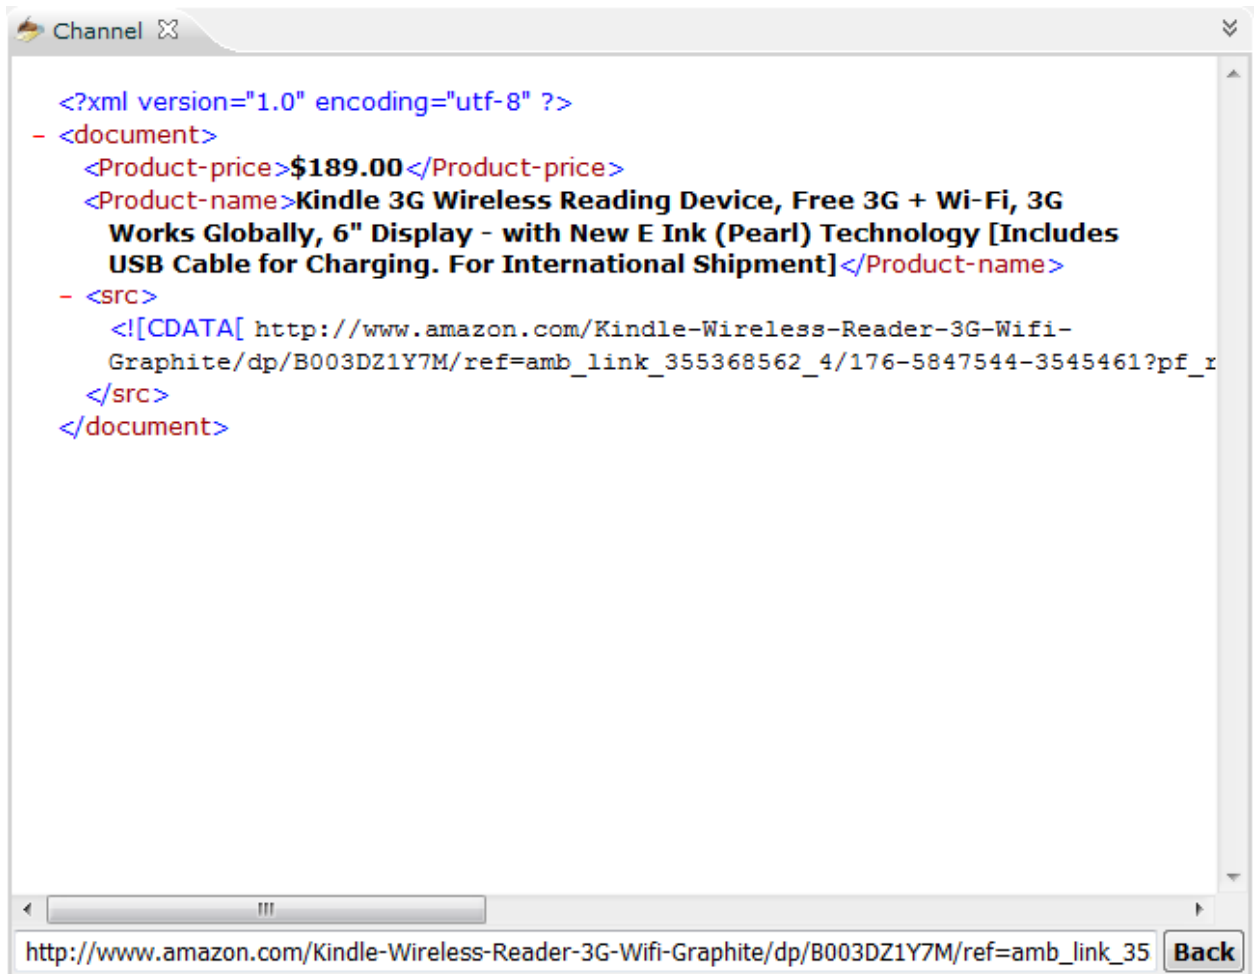 Channel
<?xml version="1.0" encoding="utf-8" ?>
- <document>
<Product-price>$189.00</Product-price>
<Product-name>Kindle 3G Wireless Reading Device, Free 3G + Wi-Fi, 3G
Works Globally, 6" Display - with New E Ink (Pearl) Technology [Includes
USB Cable for Charging. For International Shipment]</Product-name>
- <src>
<![CDATA[ http://www.amazon.com/Kindle-Wireless-Reader-3G-Wifi-
Graphite/dp/B003DZ1Y7M/ref=amb_link_355368562_4/176-5847544-3545461?pf_r
</src>
</document>
http://www.amazon.com/Kindle-Wireless-Reader-3G-Wifi-Graphite/dp/B003DZ1Y7M/ref=amb_link_35 Back